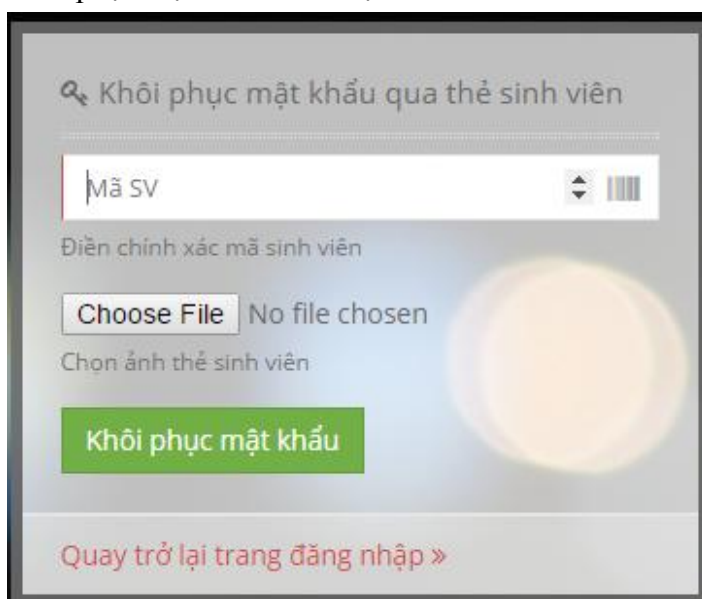 Khôi phục mật khẩu qua thẻ sinh viên
Mã SV
Điền chính xác mã sinh viên
Choose File No file chosen
Chọn ảnh thẻ sinh viên
Khôi phục mật khẩu
Quay trở lại trang đăng nhập »